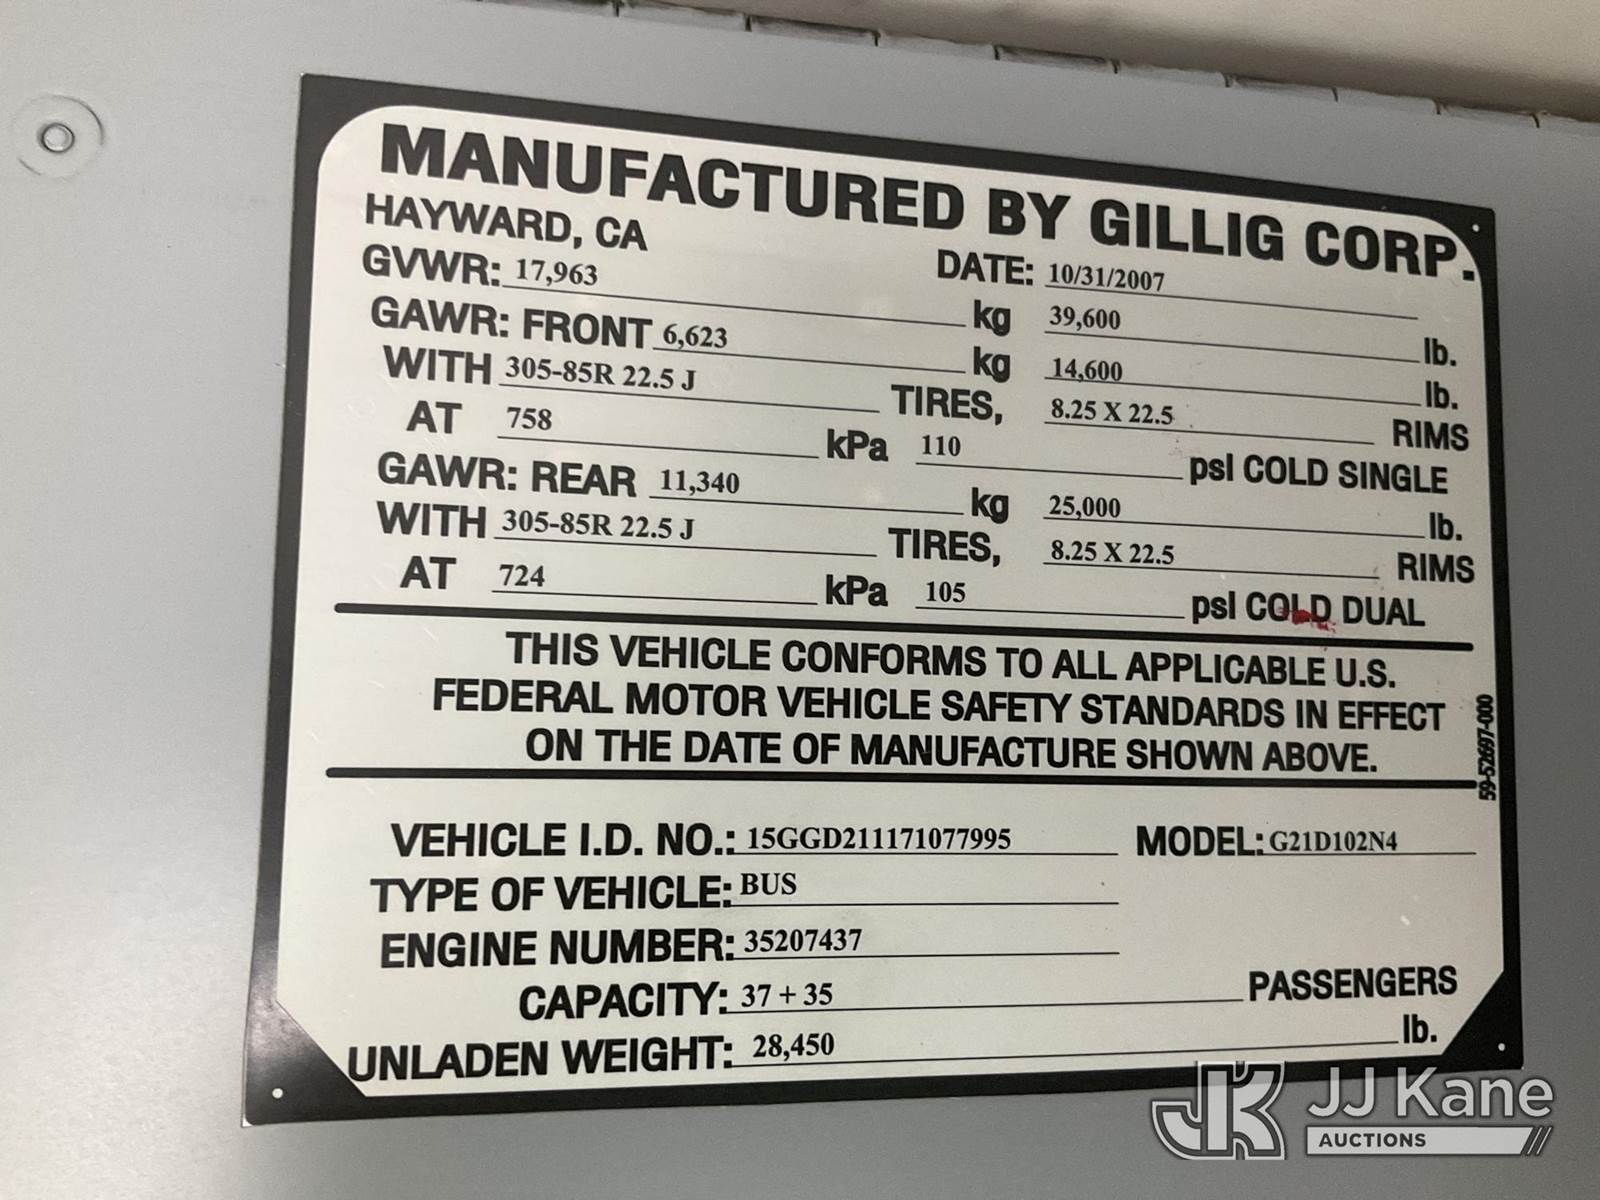 MANUFACTURED BY GILLIG CORP.
HAYWARD, CA
DATE: 10/31/2007
GVWR: 17,963 kg 39,600 lb.
GAWR: FRONT 6,623 kg 14,600 lb.
WITH 305-85R 22.5 J TIRES, 8.25 X 22.5 RIMS
AT 758 kPa 110 psI COLD SINGLE
GAWR: REAR 11,340 kg 25,000 lb.
WITH 305-85R 22.5 J TIRES, 8.25 X 22.5 RIMS
AT 724 kPa 105 psI COLD DUAL
THIS VEHICLE CONFORMS TO ALL APPLICABLE U.S.
FEDERAL MOTOR VEHICLE SAFETY STANDARDS IN EFFECT
ON THE DATE OF MANUFACTURE SHOWN ABOVE.
59-52697-000
VEHICLE I.D. NO.: 15GGD211171077995 MODEL: G21D102N4
TYPE OF VEHICLE: BUS
ENGINE NUMBER: 35207437
CAPACITY: 37 + 35 PASSENGERS
UNLADEN WEIGHT: 28,450 lb.
JK JJ Kane
AUCTIONS